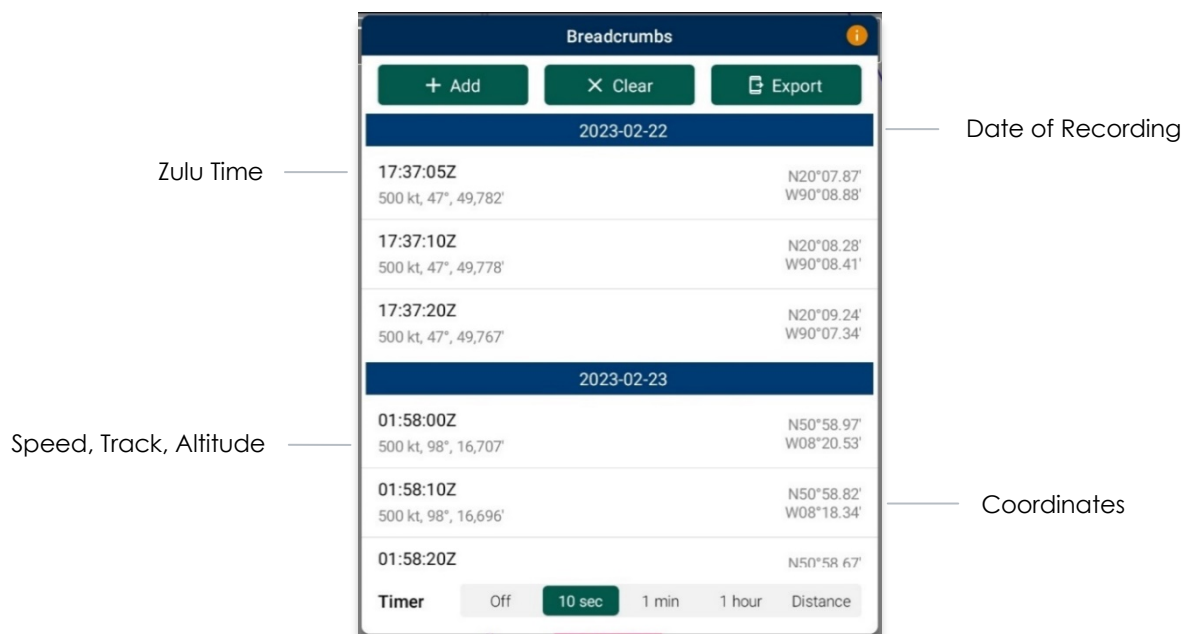 Breadcrumbs
+ Add
X Clear
Export
2023-02-22
Date of Recording
Zulu Time
17:37:05Z
500 kt, 47°, 49,782'
N20°07.87'
W90°08.88'
17:37:10Z
500 kt, 47°, 49,778'
N20°08.28'
W90°08.41'
17:37:20Z
500 kt, 47°, 49,767'
N20°09.24'
W90°07.34'
2023-02-23
Speed, Track, Altitude
01:58:00Z
500 kt, 98°, 16,707'
N50°58.97'
W08°20.53'
01:58:10Z
500 kt, 98°, 16,696'
N50°58.82'
W08°18.34'
Coordinates
01:58:20Z
N50°58.67'
Timer
Off
10 sec
1 min
1 hour
Distance